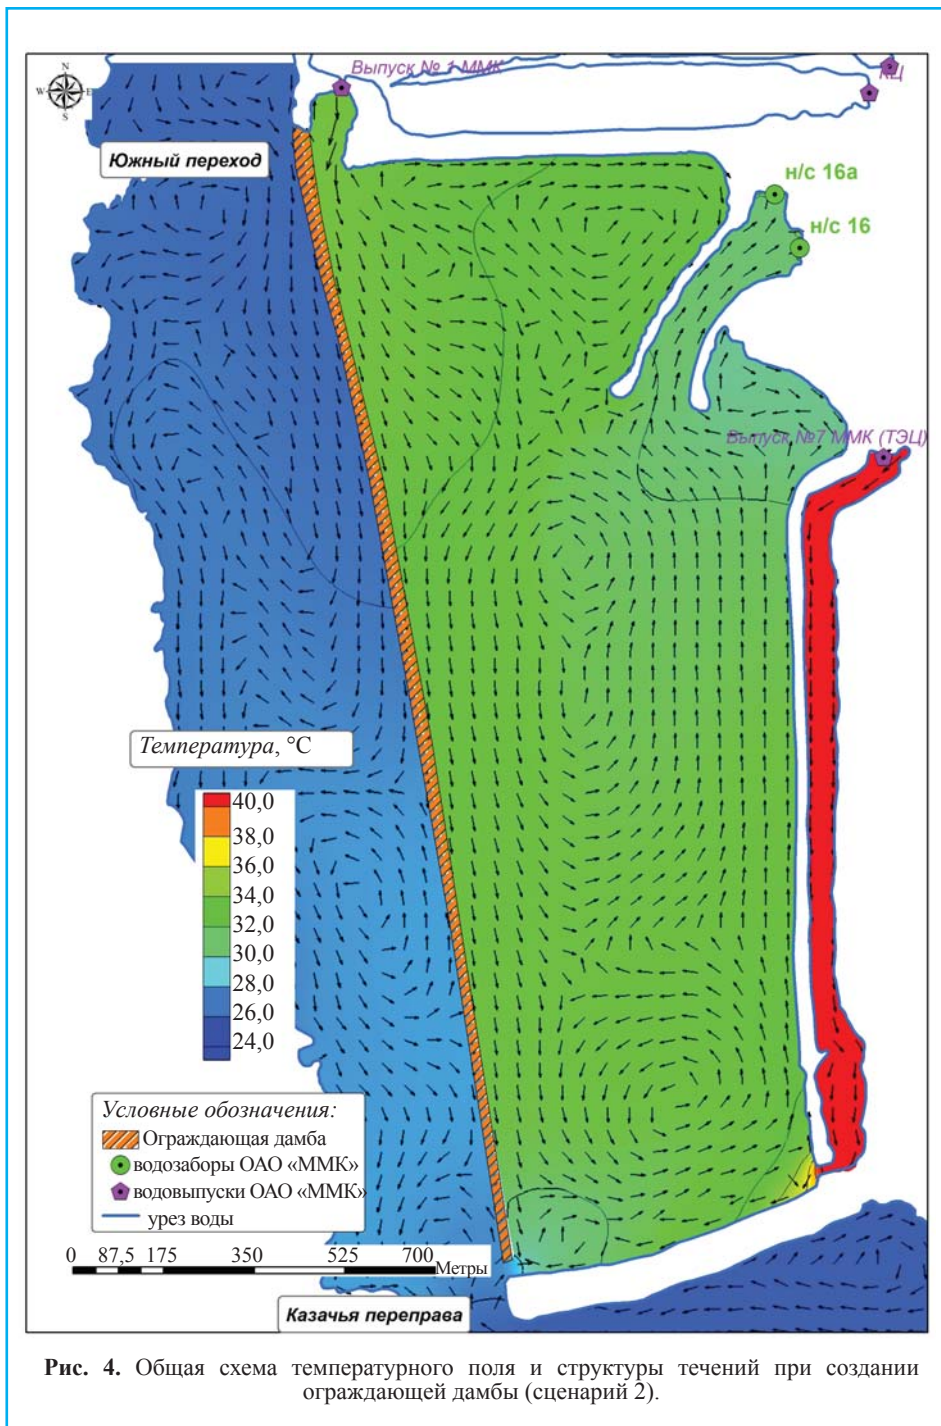 N
W E
S
Выпуск № 1 ММК
КЦ
Южный переход
н/с 16а
н/с 16
Выпуск №7 ММК (ТЭЦ)
Температура, °C
40,0
38,0
36,0
34,0
32,0
30,0
28,0
26,0
24,0
Условные обозначения:
Ограждающая дамба
водозаборы ОАО «ММК»
водовыпуски ОАО «ММК»
урез воды
0 87,5 175 350 525 700
Метры
Казачья переправа
Рис. 4. Общая схема температурного поля и структуры течений при создании
ограждающей дамбы (сценарий 2).